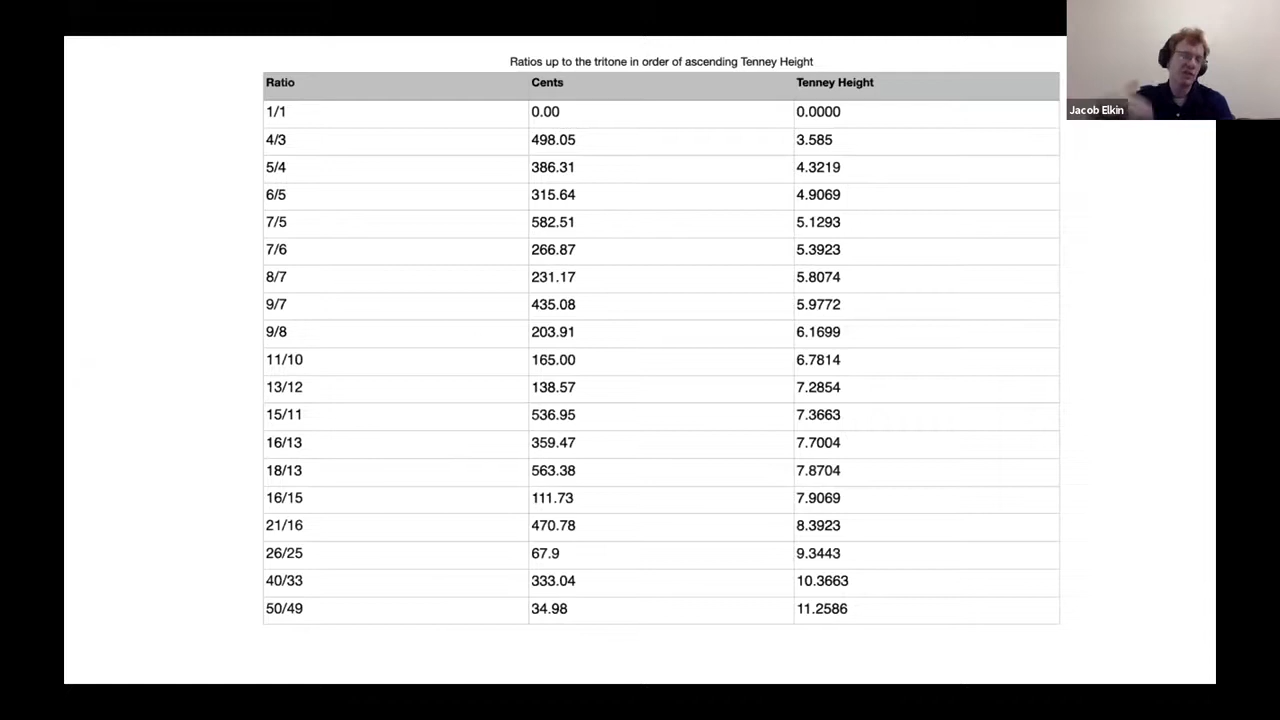 Ratios up to the tritone in order of ascending Tenney Height
Ratio Cents Tenney Height
1/1 0.00 0.0000
4/3 498.05 3.585
5/4 386.31 4.3219
6/5 315.64 4.9069
7/5 582.51 5.1293
7/6 266.87 5.3923
8/7 231.17 5.8074
9/7 435.08 5.9772
9/8 203.91 6.1699
11/10 165.00 6.7814
13/12 138.57 7.2854
15/11 536.95 7.3663
16/13 359.47 7.7004
18/13 563.38 7.8704
16/15 111.73 7.9069
21/16 470.78 8.3923
26/25 67.9 9.3443
40/33 333.04 10.3663
50/49 34.98 11.2586
Jacob Elkin